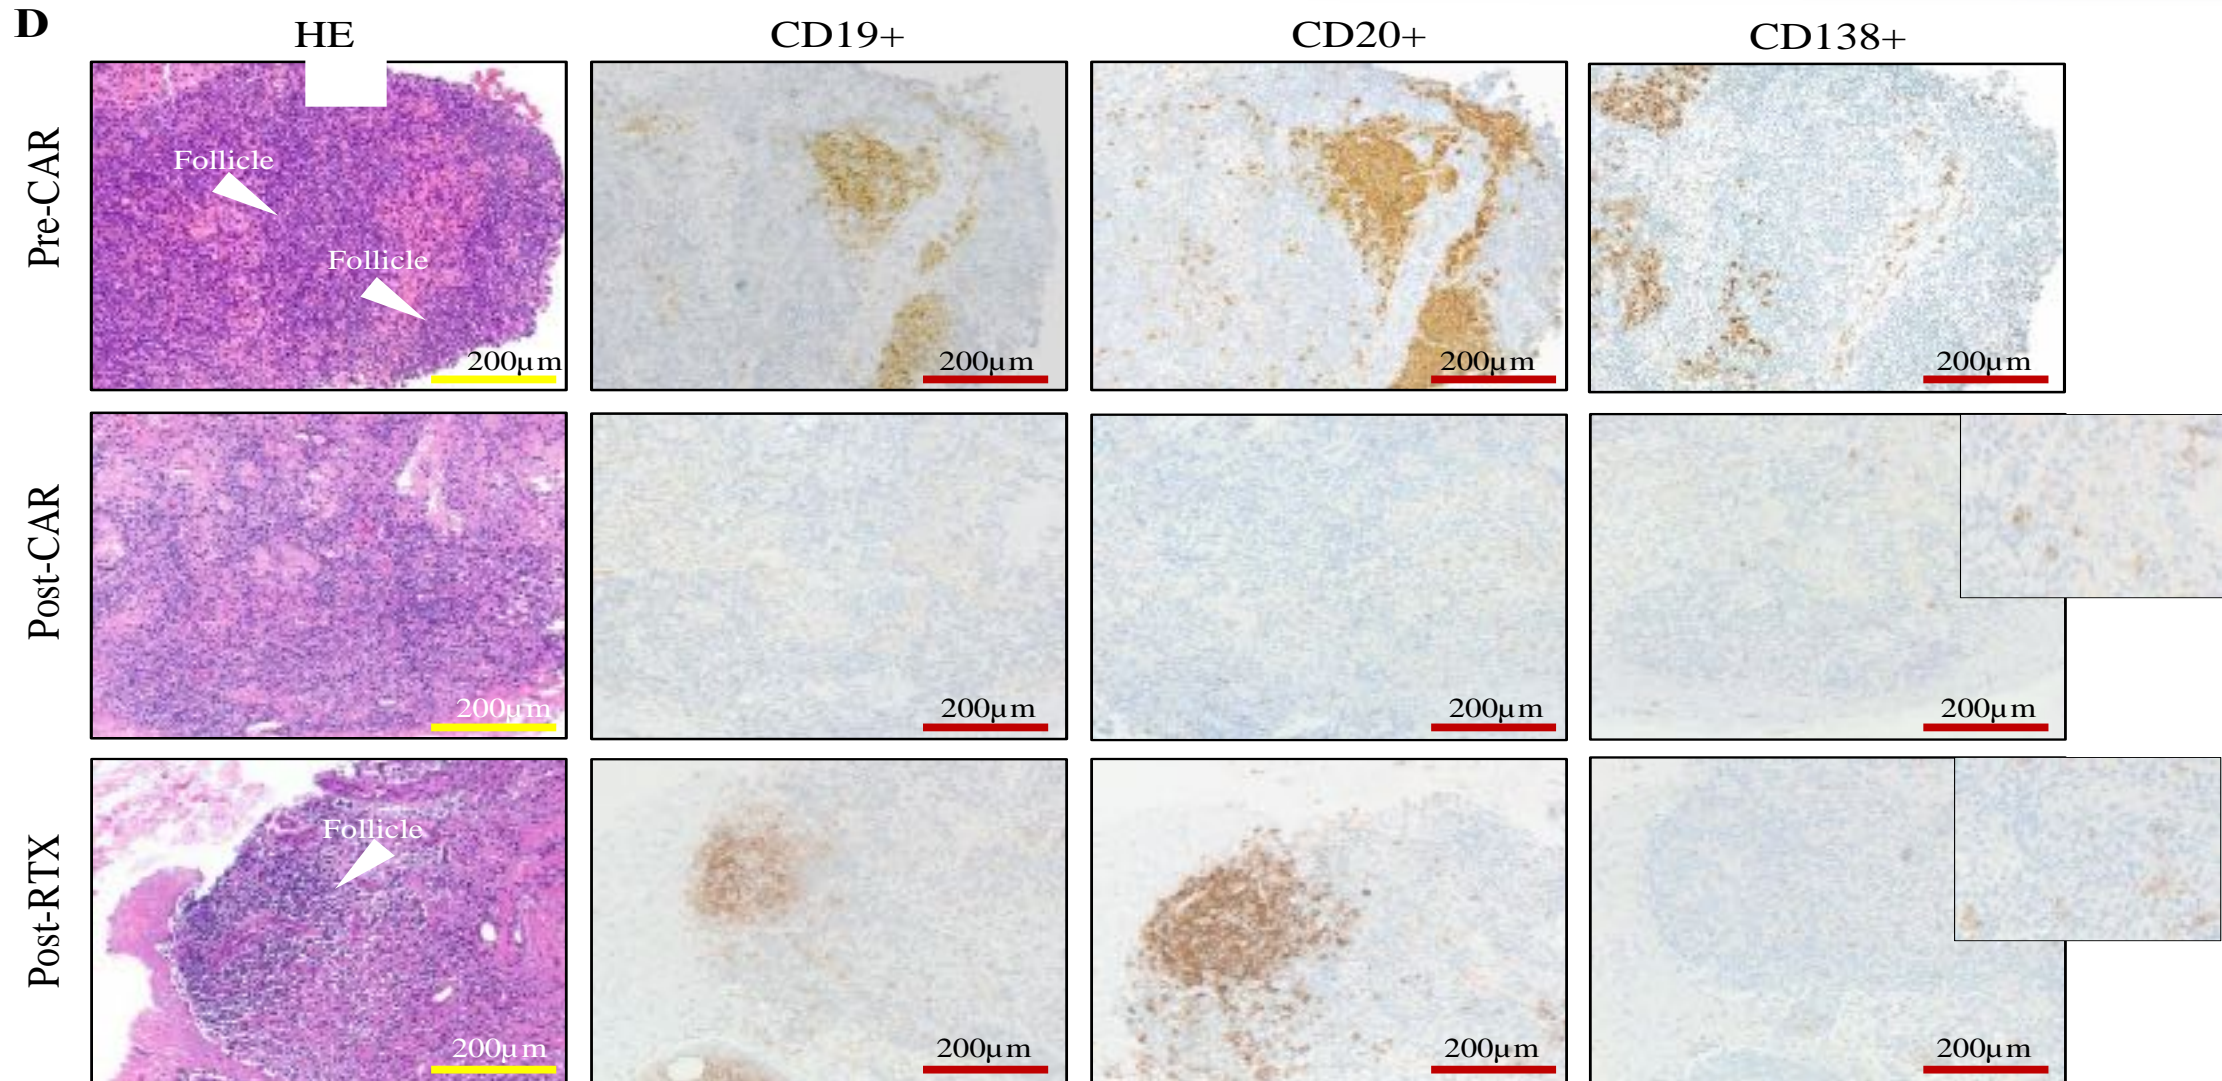 D
HE
CD19+
CD20+
CD138+
Pre-CAR
Follicle
Follicle
200μm
200μm
200μm
200μm
Post-CAR
200μm
200μm
200μm
200μm
Post-RTX
Follicle
200μm
200μm
200μm
200μm